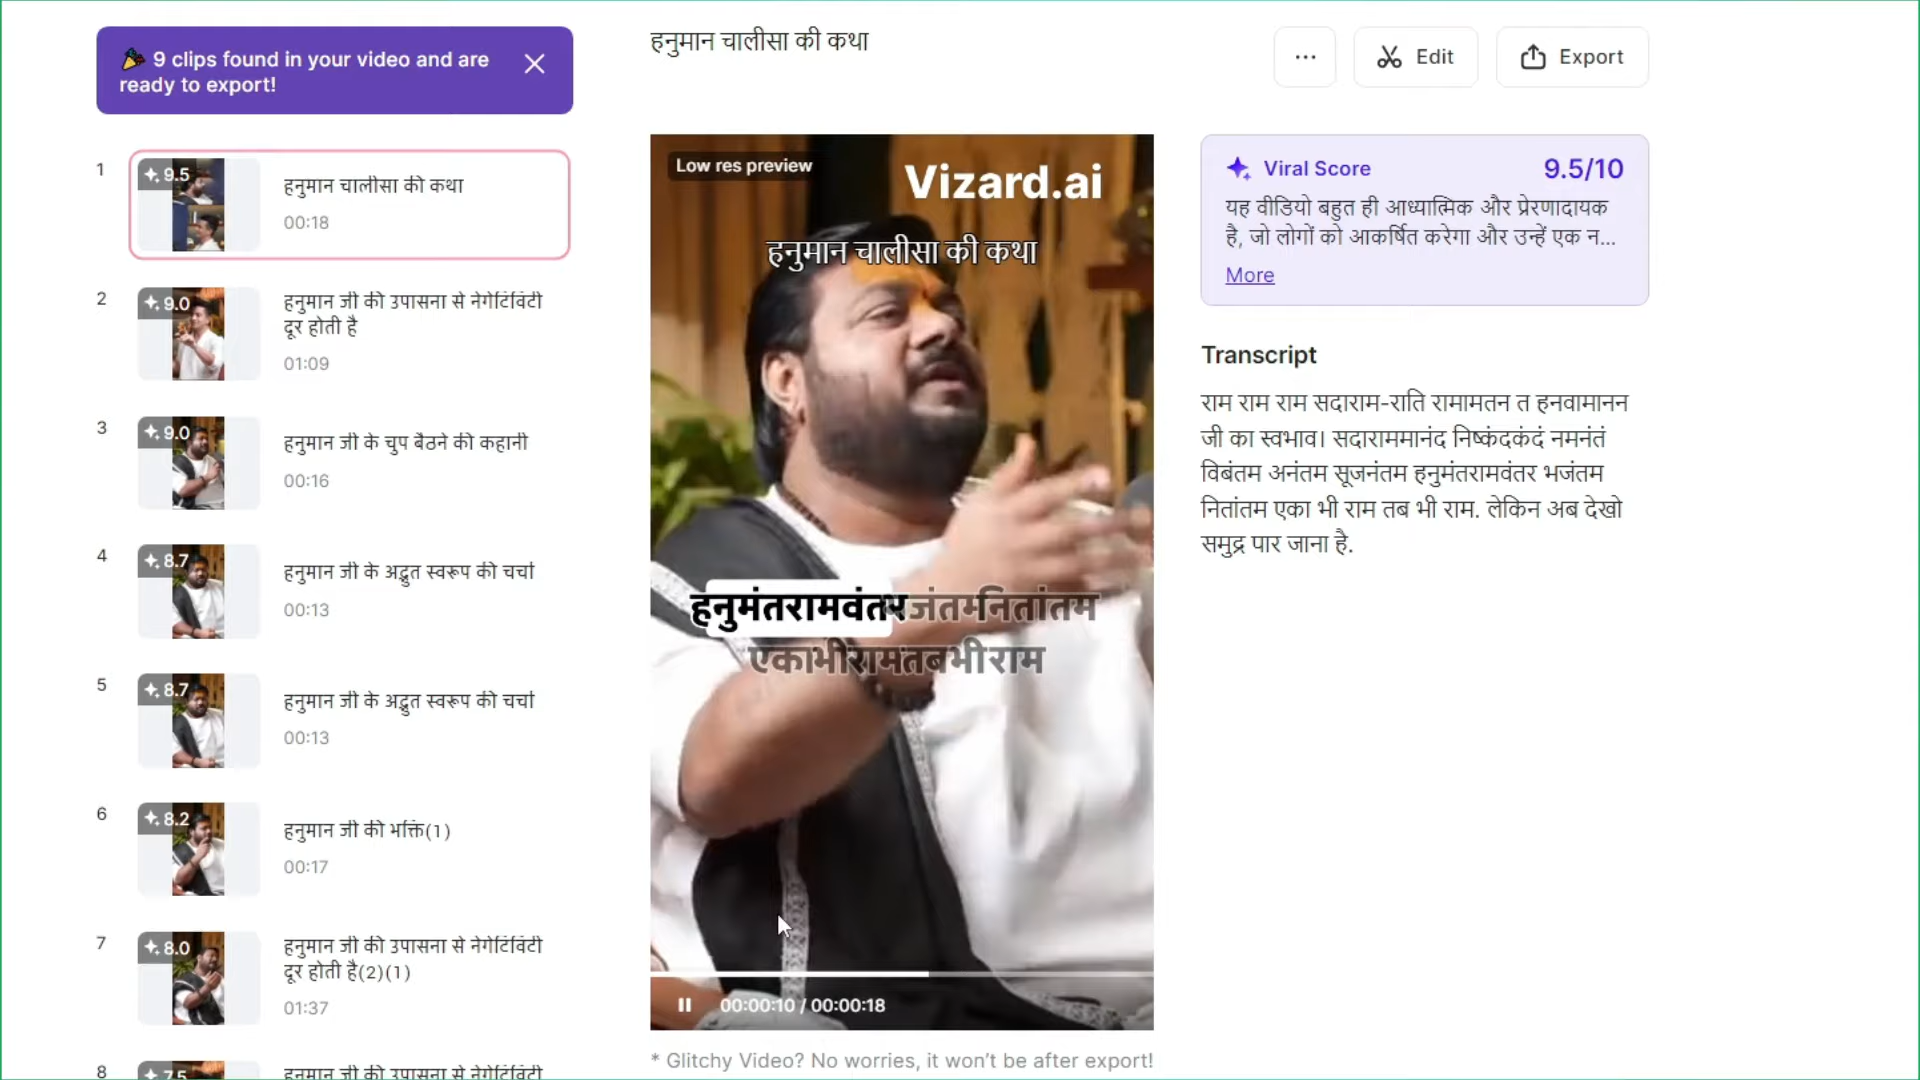 9 clips found in your video and are
ready to export!
1
9.5
हनुमान चालीसा की कथा
00:18
2
9.0
हनुमान जी की उपासना से नेगेटिविटी
दूर होती है
01:09
3
9.0
हनुमान जी के चुप बैठने की कहानी
00:16
4
8.7
हनुमान जी के अद्भुत स्वरूप की चर्चा
00:13
5
8.7
हनुमान जी के अद्भुत स्वरूप की चर्चा
00:13
6
8.2
हनुमान जी की भक्ति(1)
00:17
7
8.0
हनुमान जी की उपासना से नेगेटिविटी
दूर होती है(2)(1)
01:37
8
7.5
हनुमान जी की उपासना से नेगेटिविटी
हनुमान चालीसा की कथा
... Edit Export
Low res preview
Vizard.ai
हनुमान चालीसा की कथा
हनुमंतरामवंतर
एकाभीरामतबभीराम
00:00:10 / 00:00:18
* Glitchy Video? No worries, it won't be after export!
Viral Score 9.5/10
यह वीडियो बहुत ही आध्यात्मिक और प्रेरणादायक
है, जो लोगों को आकर्षित करेगा और उन्हें एक न...
More
Transcript
राम राम राम सदाराम-राति रामामतन त हनवामानन
जी का स्वभाव। सदाराममानंद निष्कंदकंदं नमनंतं
विबंतम अनंतम सूजनंतम हनुमंतरामवंतर भजंतम
नितांतम एका भी राम तब भी राम. लेकिन अब देखो
समुद्र पार जाना है.